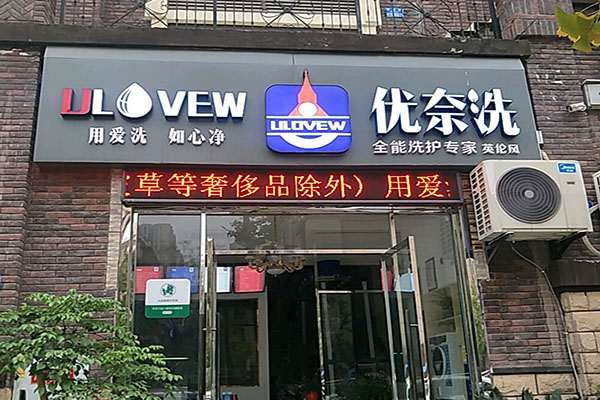 ULOVEW
用爱洗 如心净
ULOVEW
优奈洗
全能洗护专家 英伦风
草等奢侈品除外) 用爱